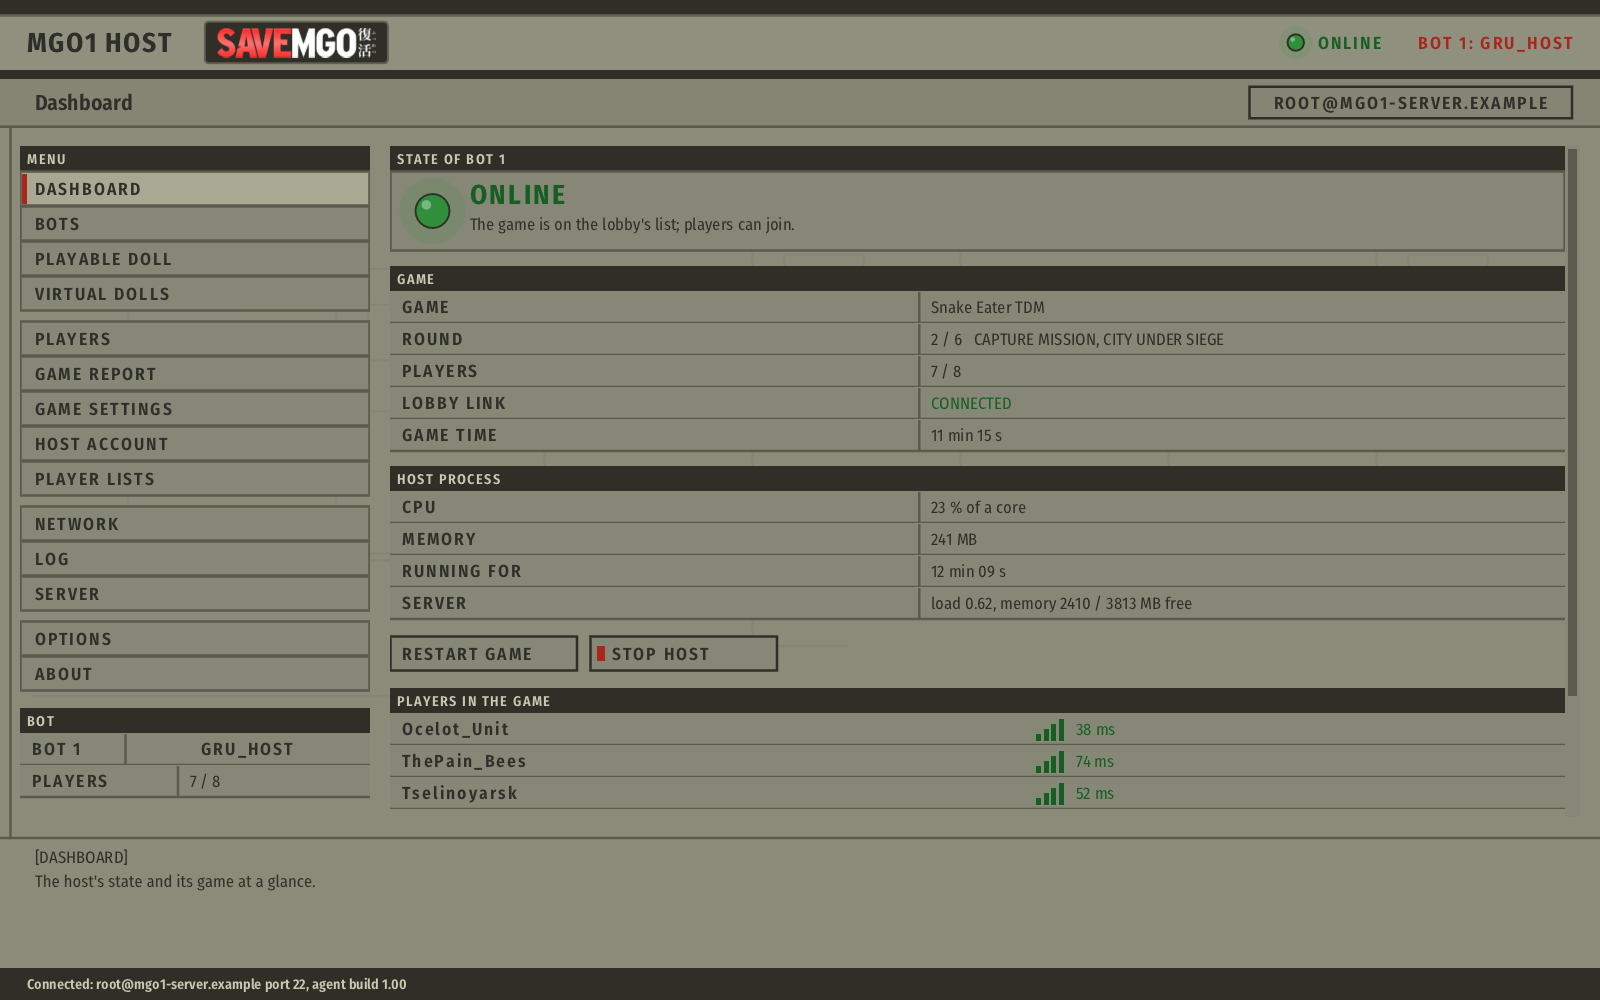 MGO1 HOST
SAVEMGO 復活
ONLINE
BOT 1: GRU_HOST
Dashboard
ROOT@MGO1-SERVER.EXAMPLE
MENU
DASHBOARD
BOTS
PLAYABLE DOLL
VIRTUAL DOLLS
PLAYERS
GAME REPORT
GAME SETTINGS
HOST ACCOUNT
PLAYER LISTS
NETWORK
LOG
SERVER
OPTIONS
ABOUT
BOT
BOT 1 GRU_HOST
PLAYERS 7 / 8
STATE OF BOT 1
ONLINE
The game is on the lobby's list; players can join.
GAME
GAME Snake Eater TDM
ROUND 2 / 6 CAPTURE MISSION, CITY UNDER SIEGE
PLAYERS 7 / 8
LOBBY LINK CONNECTED
GAME TIME 11 min 15 s
HOST PROCESS
CPU 23 % of a core
MEMORY 241 MB
RUNNING FOR 12 min 09 s
SERVER load 0.62, memory 2410 / 3813 MB free
RESTART GAME
STOP HOST
PLAYERS IN THE GAME
Ocelot_Unit 38 ms
ThePain_Bees 74 ms
Tselinoyarsk 52 ms
[DASHBOARD]
The host's state and its game at a glance.
Connected: root@mgo1-server.example port 22, agent build 1.00